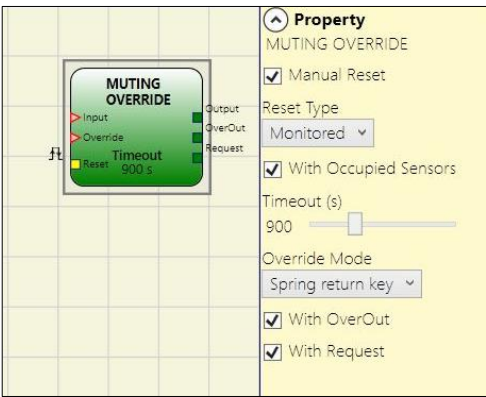 MUTING
OVERRIDE
Input
Override
Reset
Timeout
900 s
Output
OverOut
Request
Property
MUTING OVERRIDE
Manual Reset
Reset Type
Monitored
With Occupied Sensors
Timeout (s)
900
Override Mode
Spring return key
With OverOut
With Request